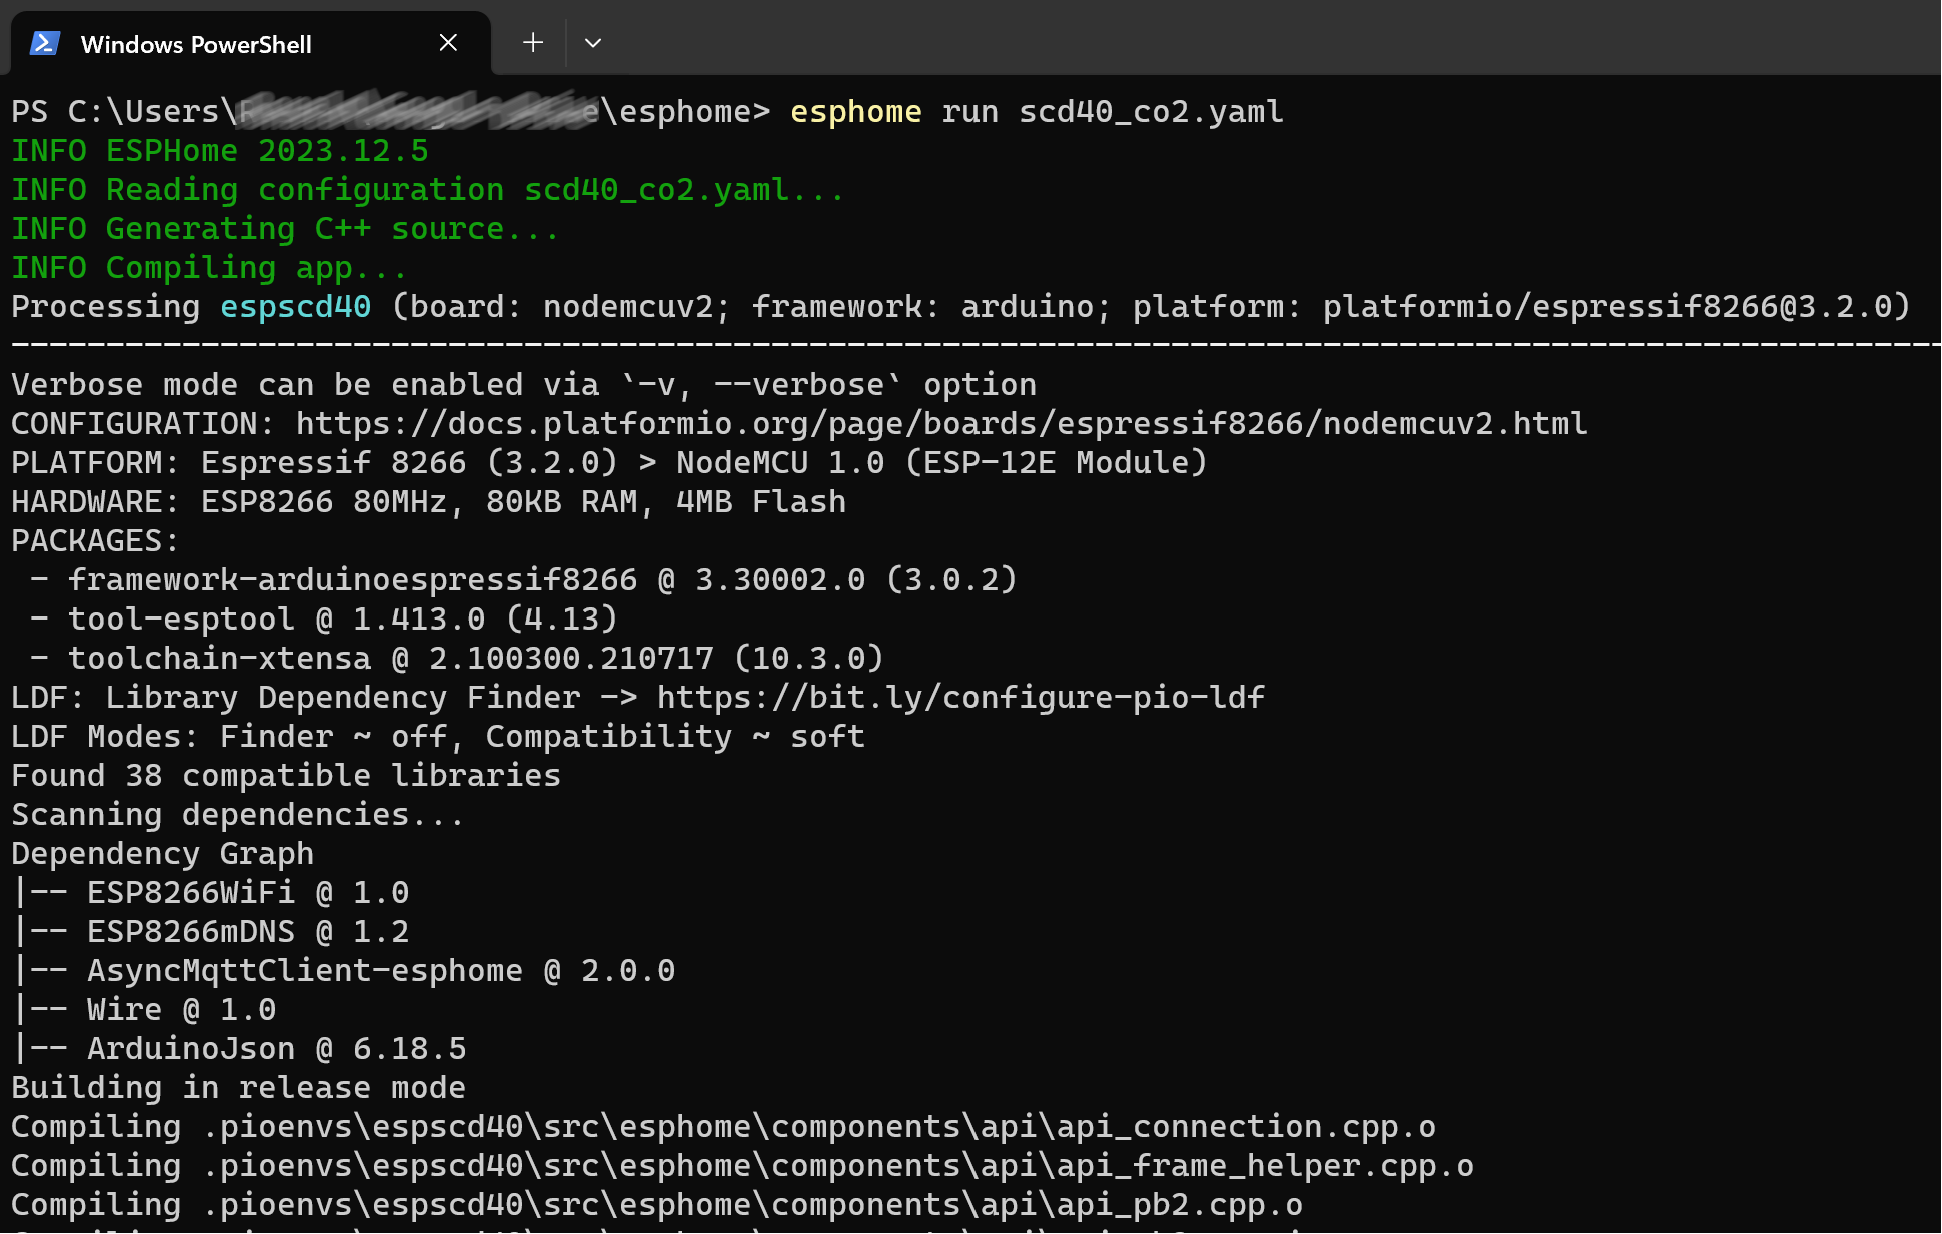 Windows PowerShell
PS C:\Users\ e\esphome> esphome run scd40_co2.yaml
INFO ESPHome 2023.12.5
INFO Reading configuration scd40_co2.yaml...
INFO Generating C++ source...
INFO Compiling app...
Processing espscd40 (board: nodemcuv2; framework: arduino; platform: platformio/espressif8266@3.2.0)
--------------------------------------------------------------------------------------------------------
Verbose mode can be enabled via `-v, --verbose` option
CONFIGURATION: https://docs.platformio.org/page/boards/espressif8266/nodemcuv2.html
PLATFORM: Espressif 8266 (3.2.0) > NodeMCU 1.0 (ESP-12E Module)
HARDWARE: ESP8266 80MHz, 80KB RAM, 4MB Flash
PACKAGES:
 - framework-arduinoespressif8266 @ 3.30002.0 (3.0.2)
 - tool-esptool @ 1.413.0 (4.13)
 - toolchain-xtensa @ 2.100300.210717 (10.3.0)
LDF: Library Dependency Finder -> https://bit.ly/configure-pio-ldf
LDF Modes: Finder ~ off, Compatibility ~ soft
Found 38 compatible libraries
Scanning dependencies...
Dependency Graph
|-- ESP8266WiFi @ 1.0
|-- ESP8266mDNS @ 1.2
|-- AsyncMqttClient-esphome @ 2.0.0
|-- Wire @ 1.0
|-- ArduinoJson @ 6.18.5
Building in release mode
Compiling .pioenvs\espscd40\src\esphome\components\api\api_connection.cpp.o
Compiling .pioenvs\espscd40\src\esphome\components\api\api_frame_helper.cpp.o
Compiling .pioenvs\espscd40\src\esphome\components\api\api_pb2.cpp.o